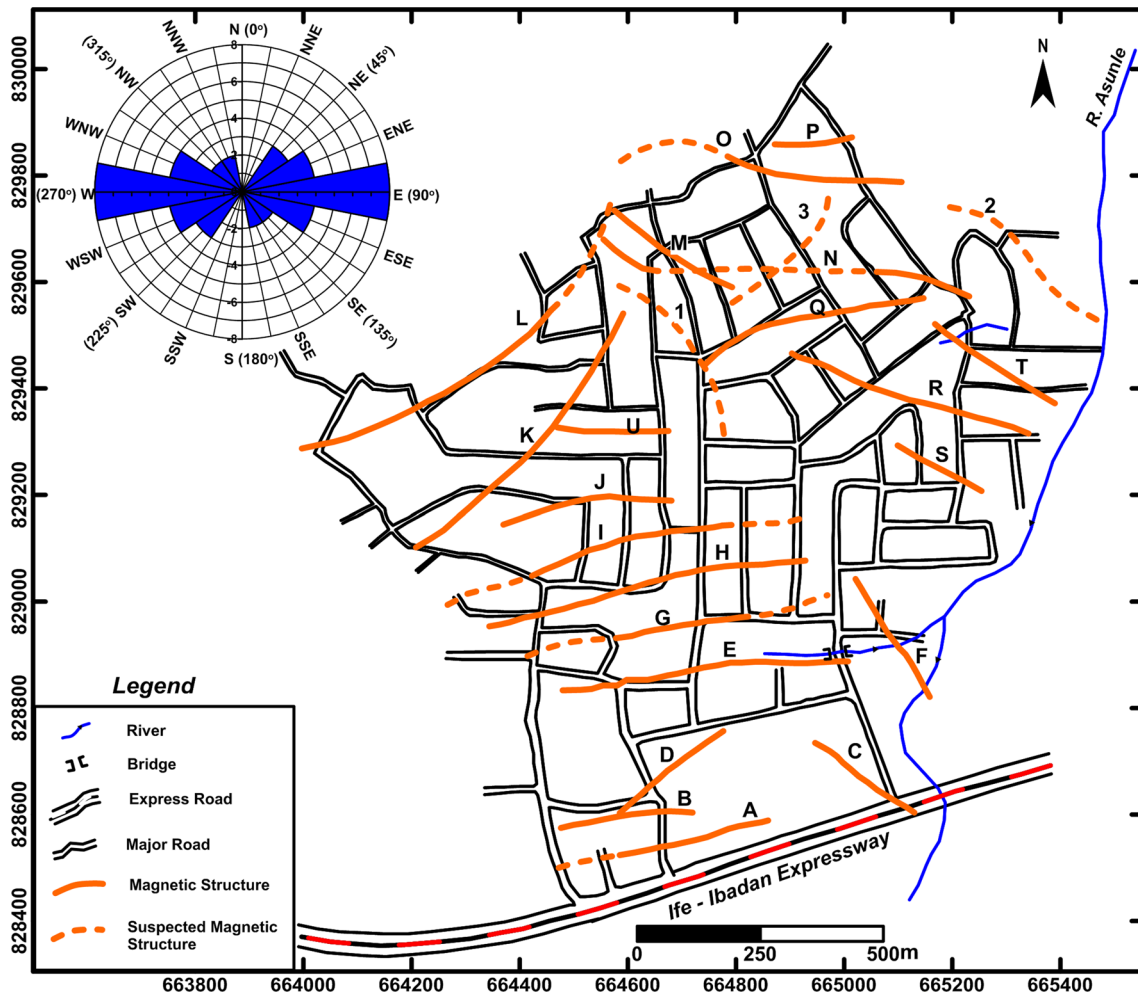 N (0°)
NNE
NE (45°)
ENE
E (90°)
ESE
SE (135°)
SSE
S (180°)
SSW
(225°) SW
WSW
(270°) W
WNW
(315°) NW
NNW
8
6
4
2
-2
-4
-6
-8
N
R. Asunle
O
P
2
3
M
N
L
1
Q
T
R
K
U
S
J
I
H
G
E
F
D
C
B
A
Ife - Ibadan Expressway
0
250
500m
Legend
River
Bridge
Express Road
Major Road
Magnetic Structure
Suspected Magnetic
Structure
830000
829800
829600
829400
829200
829000
828800
828600
828400
663800
664000
664200
664400
664600
664800
665000
665200
665400